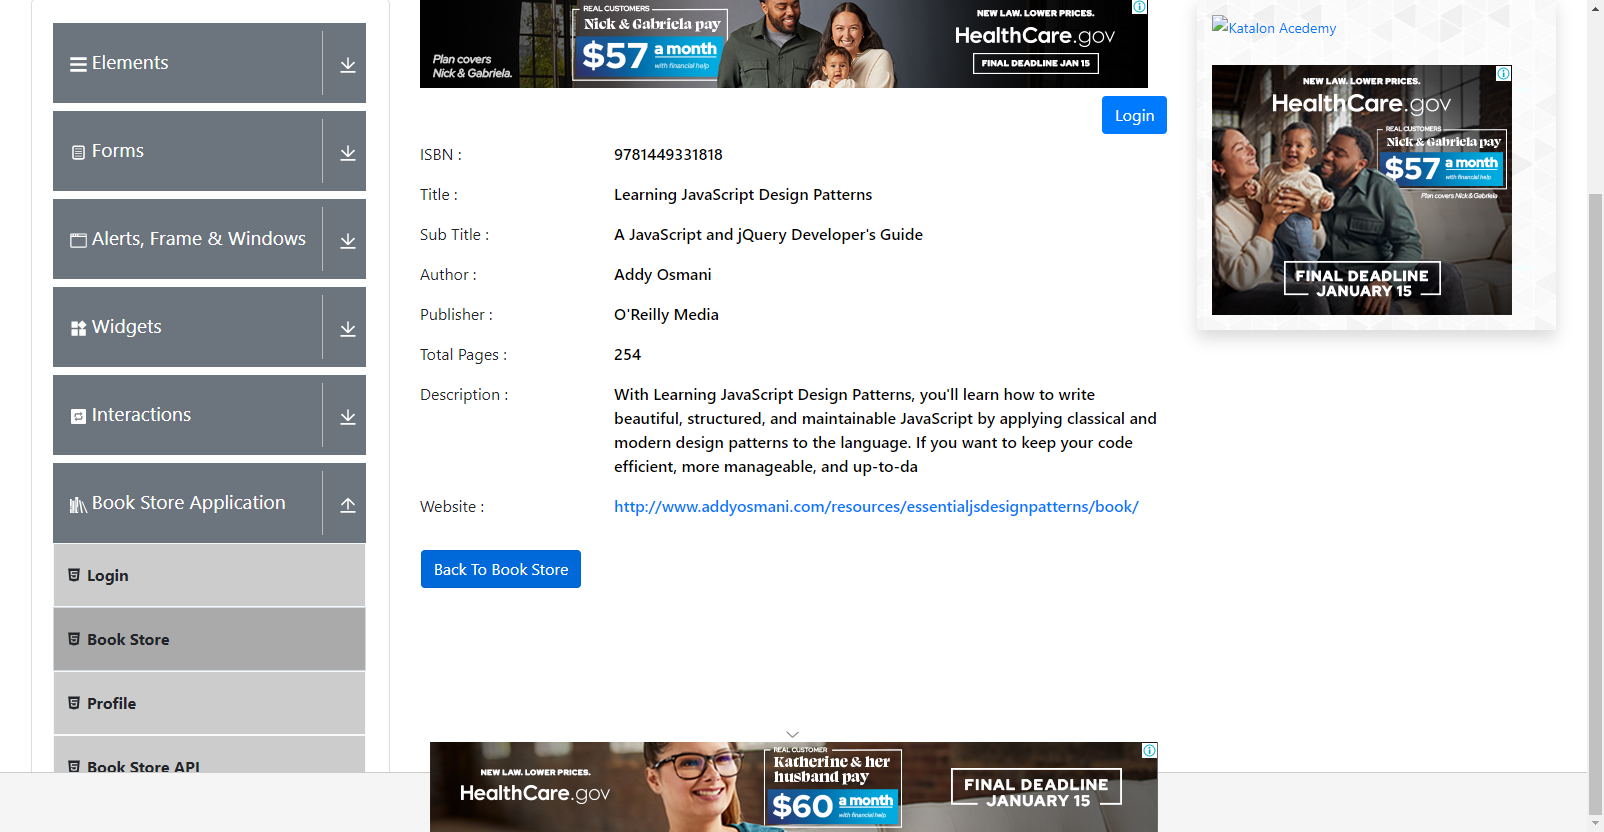 Elements
Forms
Alerts, Frame & Windows
Widgets
Interactions
Book Store Application
Login
Book Store
Profile
Book Store API
REAL CUSTOMERS
Nick & Gabriela pay
$57 a month
with financial help
Plan covers
Nick & Gabriela.
NEW LAW. LOWER PRICES.
HealthCare.gov
FINAL DEADLINE JAN 15
Login
ISBN : 9781449331818
Title : Learning JavaScript Design Patterns
Sub Title : A JavaScript and jQuery Developer's Guide
Author : Addy Osmani
Publisher : O'Reilly Media
Total Pages : 254
Description : With Learning JavaScript Design Patterns, you'll learn how to write
beautiful, structured, and maintainable JavaScript by applying classical and
modern design patterns to the language. If you want to keep your code
efficient, more manageable, and up-to-da
Website : http://www.addyosmani.com/resources/essentialjsdesignpatterns/book/
Back To Book Store
Katalon Acedemy
NEW LAW. LOWER PRICES.
HealthCare.gov
REAL CUSTOMERS
Nick & Gabriela pay
$57 a month
with financial help
Plan covers Nick & Gabriela
FINAL DEADLINE
JANUARY 15
NEW LAW. LOWER PRICES.
HealthCare.gov
REAL CUSTOMER
Katherine & her
husband pay
$60 a month
with financial help
FINAL DEADLINE
JANUARY 15